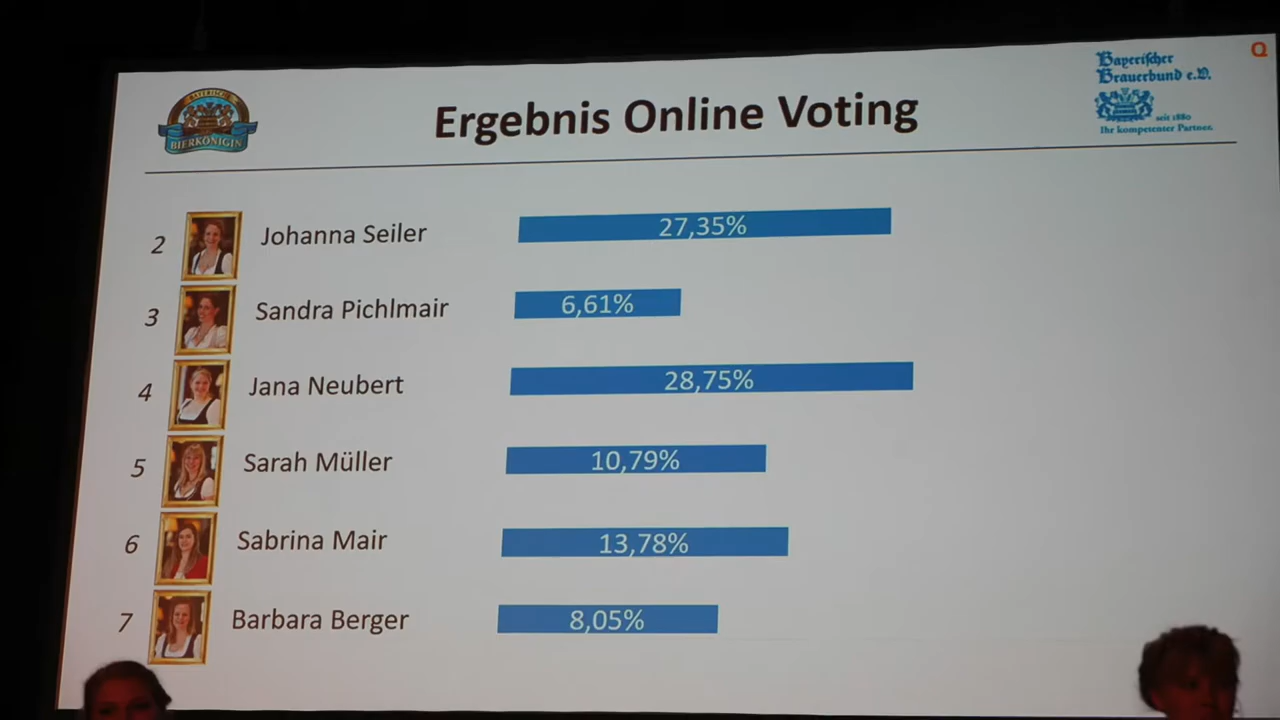 Q
Bayerischer
Brauerbund e.V.
seit 1880
Ihr kompetenter Partner.
BAYERISCHE
BIERKÖNIGIN
Ergebnis Online Voting
2 Johanna Seiler 27,35%
3 Sandra Pichlmair 6,61%
4 Jana Neubert 28,75%
5 Sarah Müller 10,79%
6 Sabrina Mair 13,78%
7 Barbara Berger 8,05%